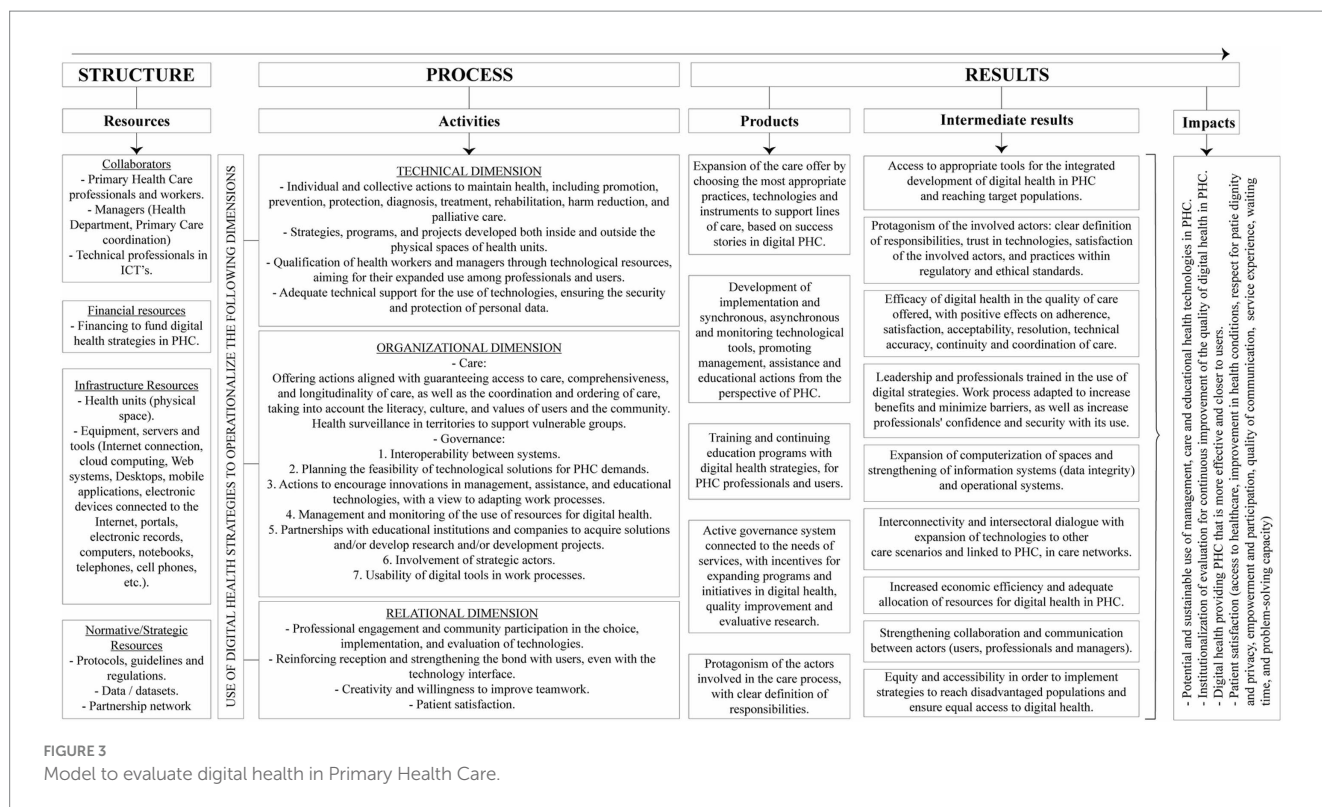 STRUCTURE
PROCESS
RESULTS
Resources
Activities
Products
Intermediate results
Impacts
Collaborators
- Primary Health Care
professionals and workers.
- Managers (Health
Department, Primary Care
coordination)
- Technical professionals in
ICT's.
Financial resources
- Financing to fund digital
health strategies in PHC.
Infrastructure Resources
- Health units (physical
space).
- Equipment, servers and
tools (Internet connection,
cloud computing, Web
systems, Desktops, mobile
applications, electronic
devices connected to the
Internet, portals,
electronic records,
computers, notebooks,
telephones, cell phones,
etc.).
Normative/Strategic
Resources
- Protocols, guidelines and
regulations.
- Data / datasets.
- Partnership network
USE OF DIGITAL HEALTH STRATEGIES TO OPERATIONALIZE THE FOLLOWING DIMENSIONS
TECHNICAL DIMENSION
- Individual and collective actions to maintain health, including promotion,
prevention, protection, diagnosis, treatment, rehabilitation, harm reduction, and
palliative care.
- Strategies, programs, and projects developed both inside and outside the
physical spaces of health units.
- Qualification of health workers and managers through technological resources,
aiming for their expanded use among professionals and users.
- Adequate technical support for the use of technologies, ensuring the security
and protection of personal data.
ORGANIZATIONAL DIMENSION
- Care:
Offering actions aligned with guaranteeing access to care, comprehensiveness,
and longitudinality of care, as well as the coordination and ordering of care,
taking into account the literacy, culture, and values of users and the community.
Health surveillance in territories to support vulnerable groups.
- Governance:
1. Interoperability between systems.
2. Planning the feasibility of technological solutions for PHC demands.
3. Actions to encourage innovations in management, assistance, and educational
technologies, with a view to adapting work processes.
4. Management and monitoring of the use of resources for digital health.
5. Partnerships with educational institutions and companies to acquire solutions
and/or develop research and/or development projects.
6. Involvement of strategic actors.
7. Usability of digital tools in work processes.
RELATIONAL DIMENSION
- Professional engagement and community participation in the choice,
implementation, and evaluation of technologies.
- Reinforcing reception and strengthening the bond with users, even with the
technology interface.
- Creativity and willingness to improve teamwork.
- Patient satisfaction.
Expansion of the care offer by
choosing the most appropriate
practices, technologies and
instruments to support lines of
care, based on success
stories in digital PHC.
Development of
implementation and
synchronous, asynchronous
and monitoring technological
tools, promoting
management, assistance and
educational actions from the
perspective of PHC.
Training and continuing
education programs with
digital health strategies, for
PHC professionals and users.
Active governance system
connected to the needs of
services, with incentives for
expanding programs and
initiatives in digital health,
quality improvement and
evaluative research.
Protagonism of the actors
involved in the care process,
with clear definition of
responsibilities.
Access to appropriate tools for the integrated
development of digital health in PHC
and reaching target populations.
Protagonism of the involved actors: clear definition
of responsibilities, trust in technologies, satisfaction
of the involved actors, and practices within
regulatory and ethical standards.
Efficacy of digital health in the quality of care
offered, with positive effects on adherence,
satisfaction, acceptability, resolution, technical
accuracy, continuity and coordination of care.
Leadership and professionals trained in the use of
digital strategies. Work process adapted to increase
benefits and minimize barriers, as well as increase
professionals' confidence and security with its use.
Expansion of computerization of spaces and
strengthening of information systems (data integrity)
and operational systems.
Interconnectivity and intersectoral dialogue with
expansion of technologies to other
care scenarios and linked to PHC, in care networks.
Increased economic efficiency and adequate
allocation of resources for digital health in PHC.
Strengthening collaboration and communication
between actors (users, professionals and managers).
Equity and accessibility in order to implement
strategies to reach disadvantaged populations and
ensure equal access to digital health.
- Potential and sustainable use of management, care and educational health technologies in PHC.
- Institutionalization of evaluation for continuous improvement of the quality of digital health in PHC.
- Digital health providing PHC that is more effective and closer to users.
- Patient satisfaction (access to healthcare, improvement in health conditions, respect for patie dignity
and privacy, empowerment and participation, quality of communication, service experience, waiting
time, and problem-solving capacity)
FIGURE 3
Model to evaluate digital health in Primary Health Care.